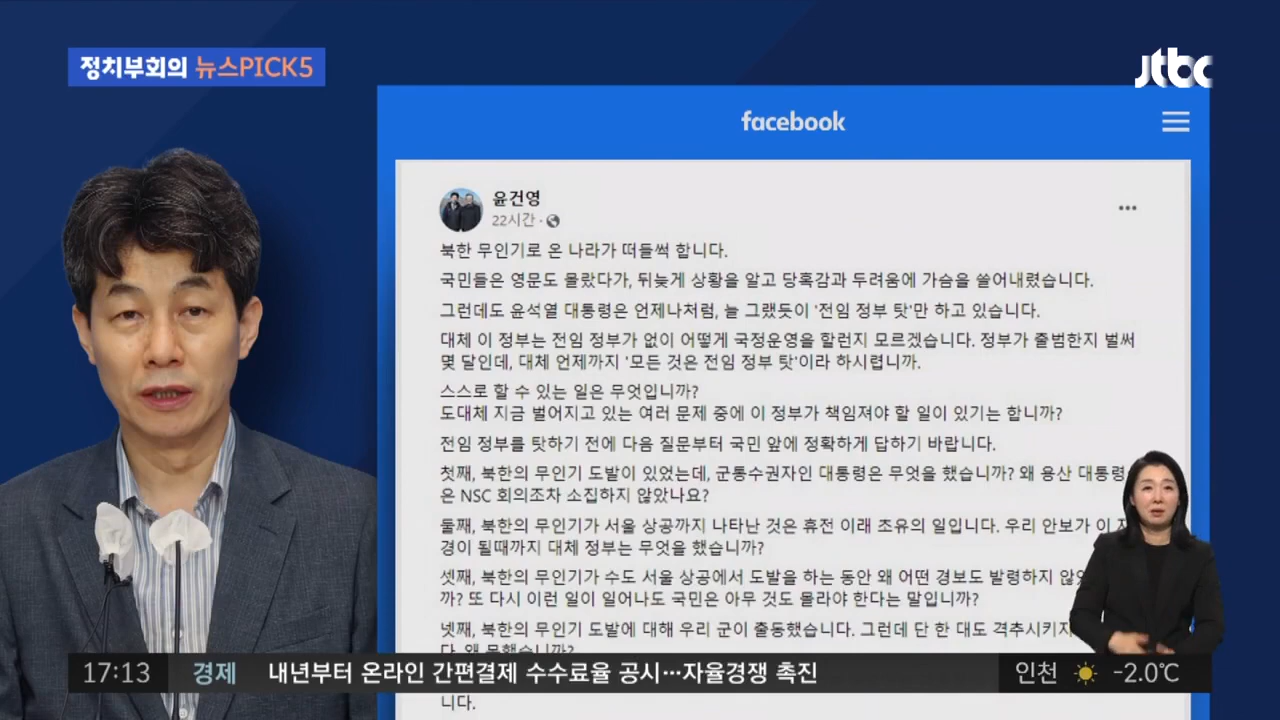 정치부회의 뉴스PICK5
jtbc
facebook
윤건영
22시간
북한 무인기로 온 나라가 떠들썩 합니다.
국민들은 영문도 몰랐다가, 뒤늦게 상황을 알고 당혹감과 두려움에 가슴을 쓸어내렸습니다.
그런데도 윤석열 대통령은 언제나처럼, 늘 그랬듯이 '전임 정부 탓'만 하고 있습니다.
대체 이 정부는 전임 정부가 없이 어떻게 국정운영을 할런지 모르겠습니다. 정부가 출범한지 벌써
몇 달인데, 대체 언제까지 '모든 것은 전임 정부 탓'이라 하시렵니까.
스스로 할 수 있는 일은 무엇입니까?
도대체 지금 벌어지고 있는 여러 문제 중에 이 정부가 책임져야 할 일이 있기는 합니까?
전임 정부를 탓하기 전에 다음 질문부터 국민 앞에 정확하게 답하기 바랍니다.
첫째, 북한의 무인기 도발이 있었는데, 군통수권자인 대통령은 무엇을 했습니까? 왜 용산 대통령
은 NSC 회의조차 소집하지 않았나요?
둘째, 북한의 무인기가 서울 상공까지 나타난 것은 휴전 이래 초유의 일입니다. 우리 안보가 이
경이 될때까지 대체 정부는 무엇을 했습니까?
셋째, 북한의 무인기가 수도 서울 상공에서 도발을 하는 동안 왜 어떤 경보도 발령하지
까? 또 다시 이런 일이 일어나도 국민은 아무 것도 몰라야 한다는 말입니까?
넷째, 북한의 무인기 도발에 대해 우리 군이 출동했습니다. 그런데 단 한 대도 격추시키지
니다.
17:13 경제 내년부터 온라인 간편결제 수수료율 공시…자율경쟁 촉진 인천 -2.0℃